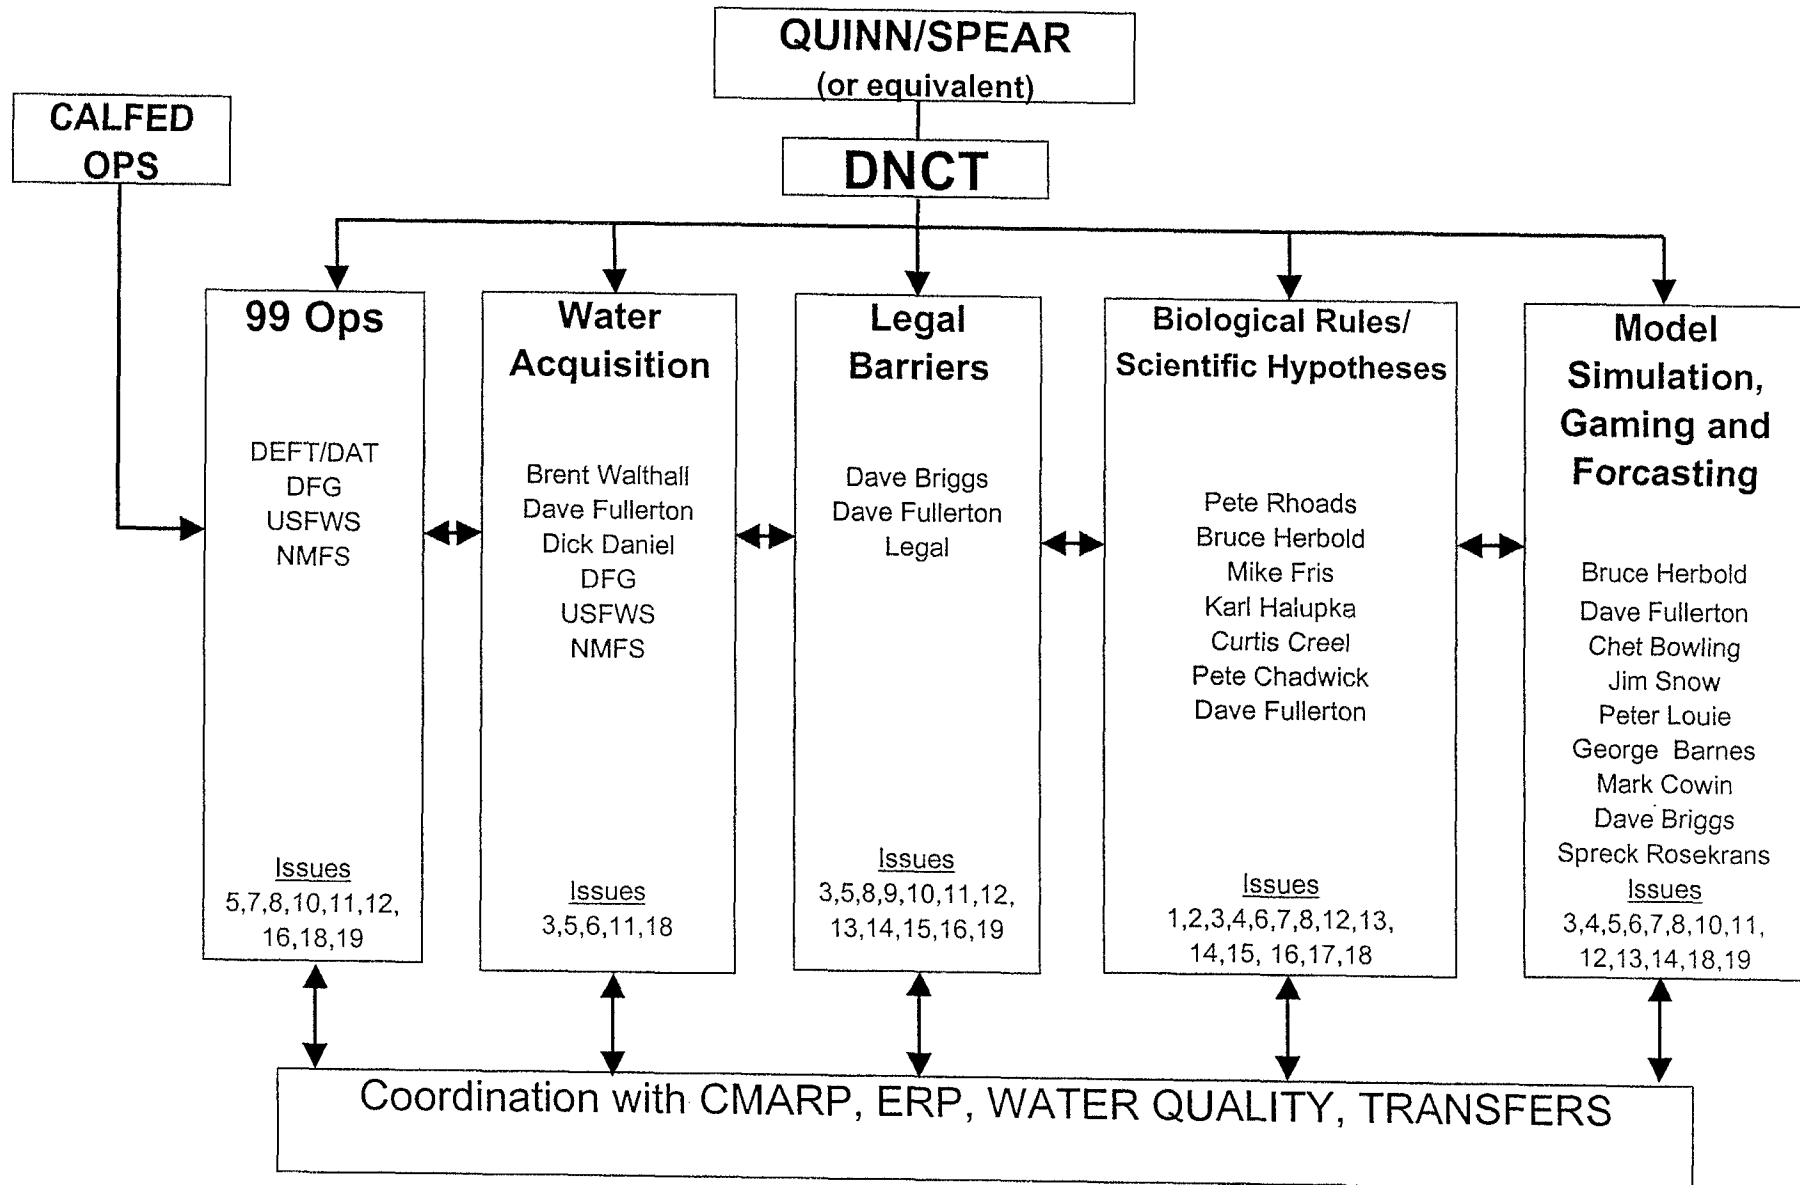 QUINN/SPEAR
(or equivalent)
CALFED
OPS
DNCT
99 Ops
DEFT/DAT
DFG
USFWS
NMFS
Issues
5,7,8,10,11,12,
16,18,19
Water
Acquisition
Brent Walthall
Dave Fullerton
Dick Daniel
DFG
USFWS
NMFS
Issues
3,5,6,11,18
Legal
Barriers
Dave Briggs
Dave Fullerton
Legal
Issues
3,5,8,9,10,11,12,
13,14,15,16,19
Biological Rules/
Scientific Hypotheses
Pete Rhoads
Bruce Herbold
Mike Fris
Karl Halupka
Curtis Creel
Pete Chadwick
Dave Fullerton
Issues
1,2,3,4,6,7,8,12,13,
14,15, 16,17,18
Model
Simulation,
Gaming and
Forcasting
Bruce Herbold
Dave Fullerton
Chet Bowling
Jim Snow
Peter Louie
George Barnes
Mark Cowin
Dave Briggs
Spreck Rosekrans
Issues
3,4,5,6,7,8,10,11,
12,13,14,18,19
Coordination with CMARP, ERP, WATER QUALITY, TRANSFERS